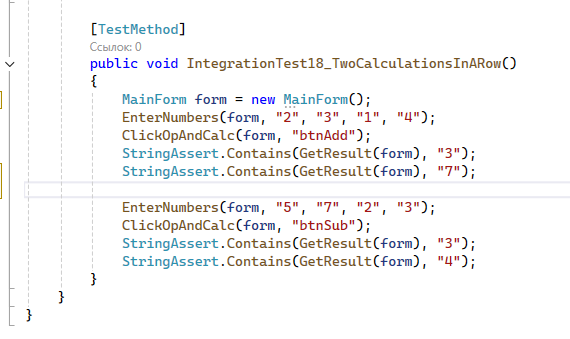 [TestMethod]
Ссылок: 0
public void IntegrationTest18_TwoCalculationsInARow()
{
MainForm form = new MainForm();
EnterNumbers(form, "2", "3", "1", "4");
ClickOpAndCalc(form, "btnAdd");
StringAssert.Contains(GetResult(form), "3");
StringAssert.Contains(GetResult(form), "7");
EnterNumbers(form, "5", "7", "2", "3");
ClickOpAndCalc(form, "btnSub");
StringAssert.Contains(GetResult(form), "3");
StringAssert.Contains(GetResult(form), "4");
}
}
}